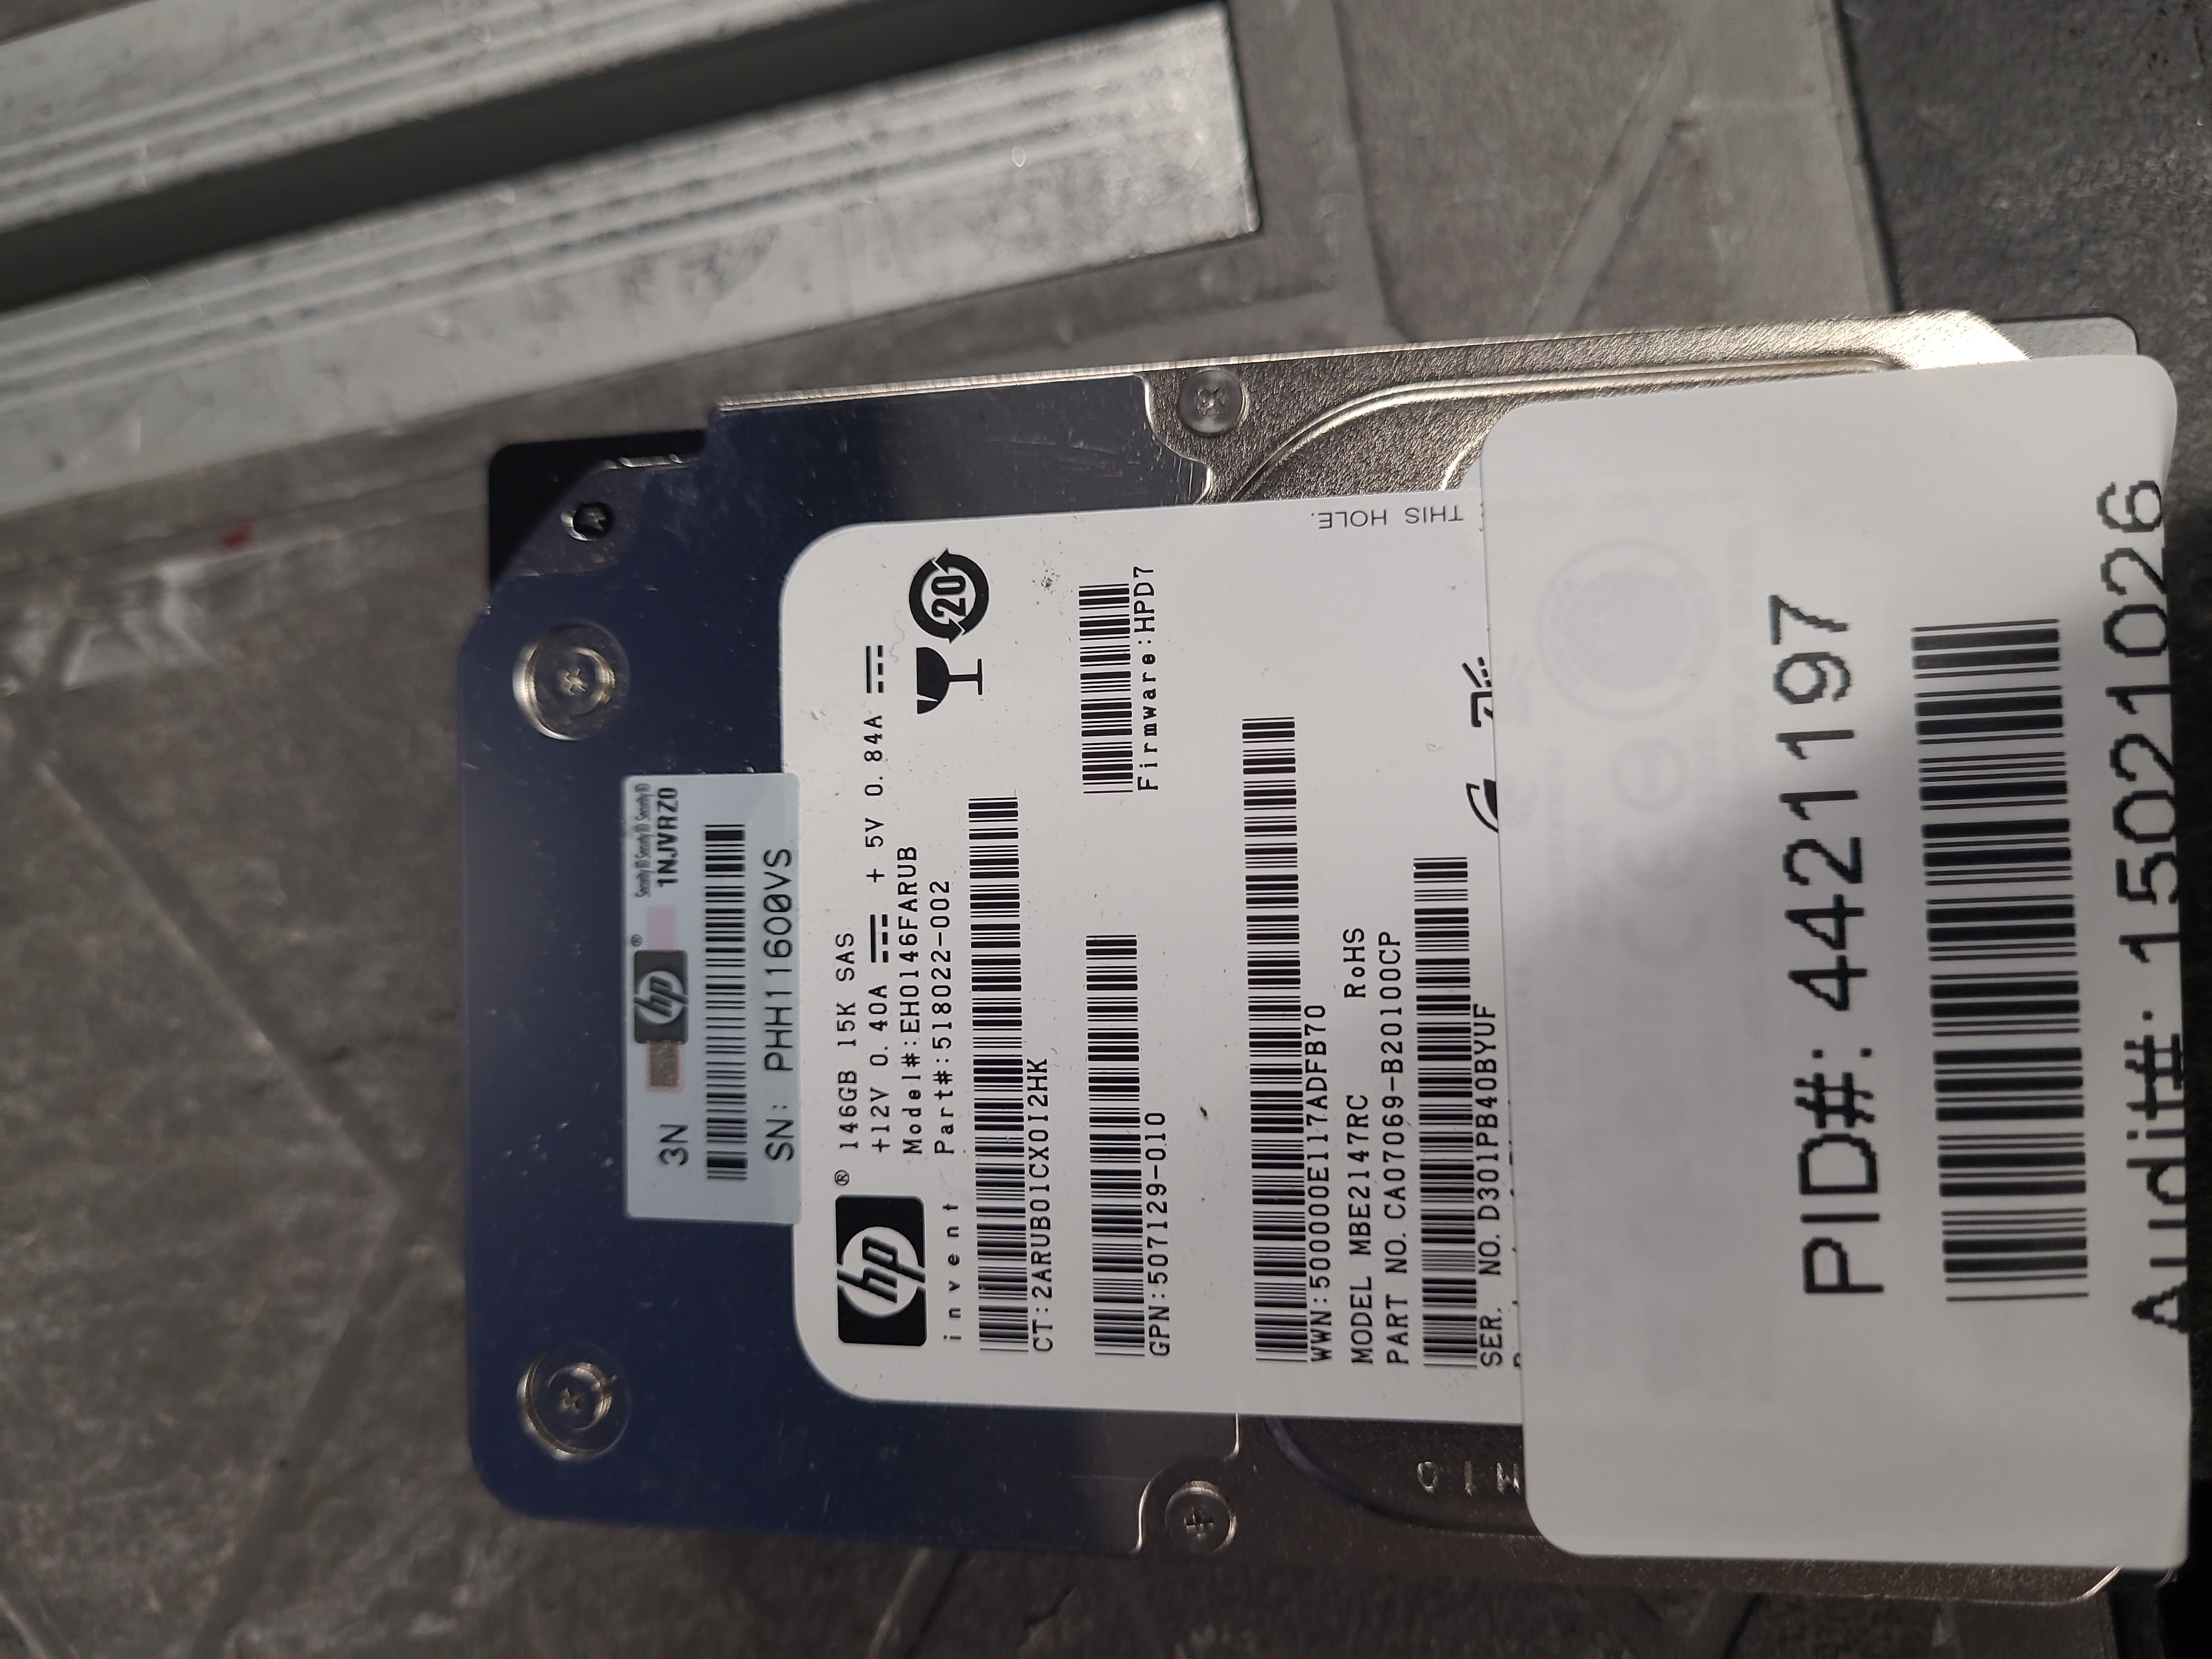 3N hp® Security ID Security ID Security ID
1NJVRZ0
SN: PHH11600VS
hp® 146GB 15K SAS
+12V 0.40A + 5V 0.84A
Model#:EH0146FARUB
invent Part#:518022-002
20
CT:2ARUB01CX0I2HK
GPN:507129-010
Firmware:HPD7
WWN:500000E117ADFB70
MODEL MBE2147RC RoHS
PART NO. CA07069-B20100CP
SER. NO. D301PB40BYUF
THIS HOLE.
PID#: 4421197
Audit#: 15021026